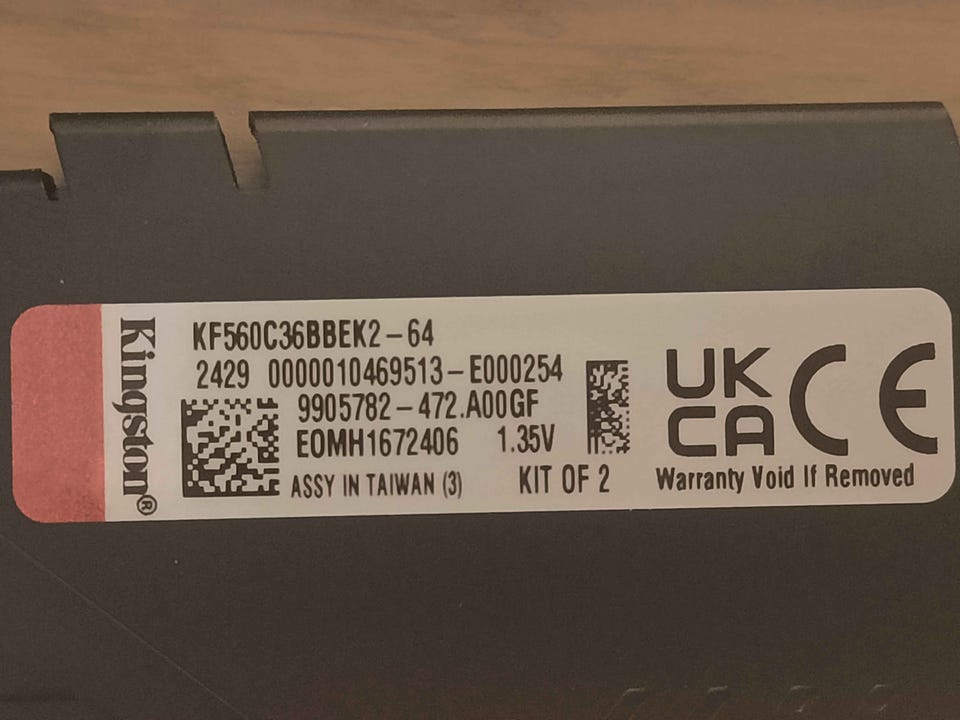 Kingston®
KF560C36BBEK2-64
2429 0000010469513-E000254
9905782-472.A00GF
EOMH1672406 1.35V
ASSY IN TAIWAN (3) KIT OF 2
UK
CA
CE
Warranty Void If Removed